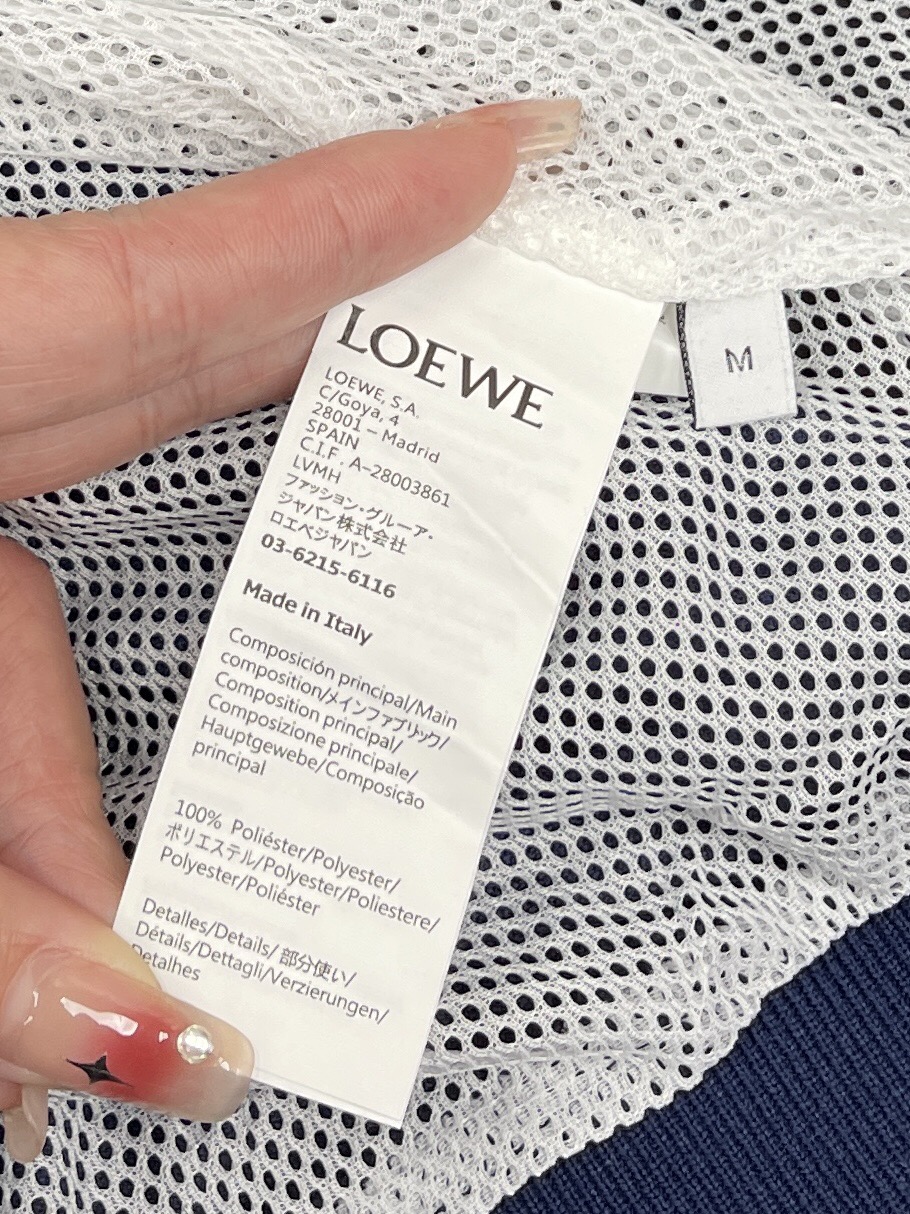 LOEWE
LOEWE, S.A.
C/Goya, 4
28001 – Madrid
SPAIN
C.I.F. A-28003861
LVMH
ファッション・グループ・
ジャパン株式会社
ロエベジャパン
03-6215-6116
Made in Italy
Composición principal/Main
composition/メインファブリック/
Composition principal/
Composizione principale/
Hauptgewebe/Composição
principal
100% Poliéster/Polyester/
ポリエステル/Polyester/Poliestere/
Polyester/Poliéster
Detalles/Details/ 部分使い/
Détails/Dettagli/Verzierungen/
Detalhes
M